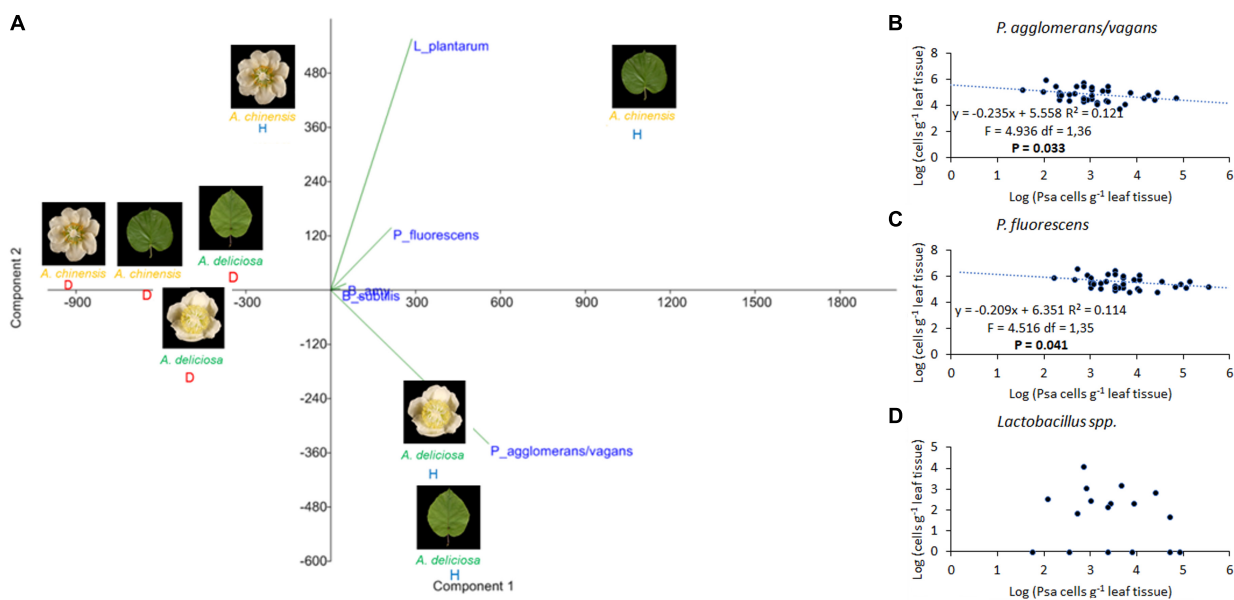 A
480
360
240
120
-900
-300
300
600
900
1200
1500
1800
-120
-240
-360
-480
-600
Component 2
Component 1
L_plantarum
P_fluorescens
B_amy
B_subtilis
P_agglomerans/vagans
A. chinensis
H
A. chinensis
H
A. chinensis
D
A. chinensis
D
A. deliciosa
D
A. deliciosa
D
A. deliciosa
H
A. deliciosa
H
B
P. agglomerans/vagans
Log (cells g-1 leaf tissue)
8
6
4
2
0
y = -0.235x + 5.558 R² = 0.121
F = 4.936 df = 1,36
P = 0.033
0 1 2 3 4 5 6
Log (Psa cells g-1 leaf tissue)
C
P. fluorescens
Log (cells g-1 leaf tissue)
8
6
4
2
0
y = -0.209x + 6.351 R² = 0.114
F = 4.516 df = 1,35
P = 0.041
0 1 2 3 4 5 6
Log (Psa cells g-1 leaf tissue)
D
Lactobacillus spp.
Log (cells g-1 leaf tissue)
5
4
3
2
1
0
0 1 2 3 4 5 6
Log (Psa cells g-1 leaf tissue)